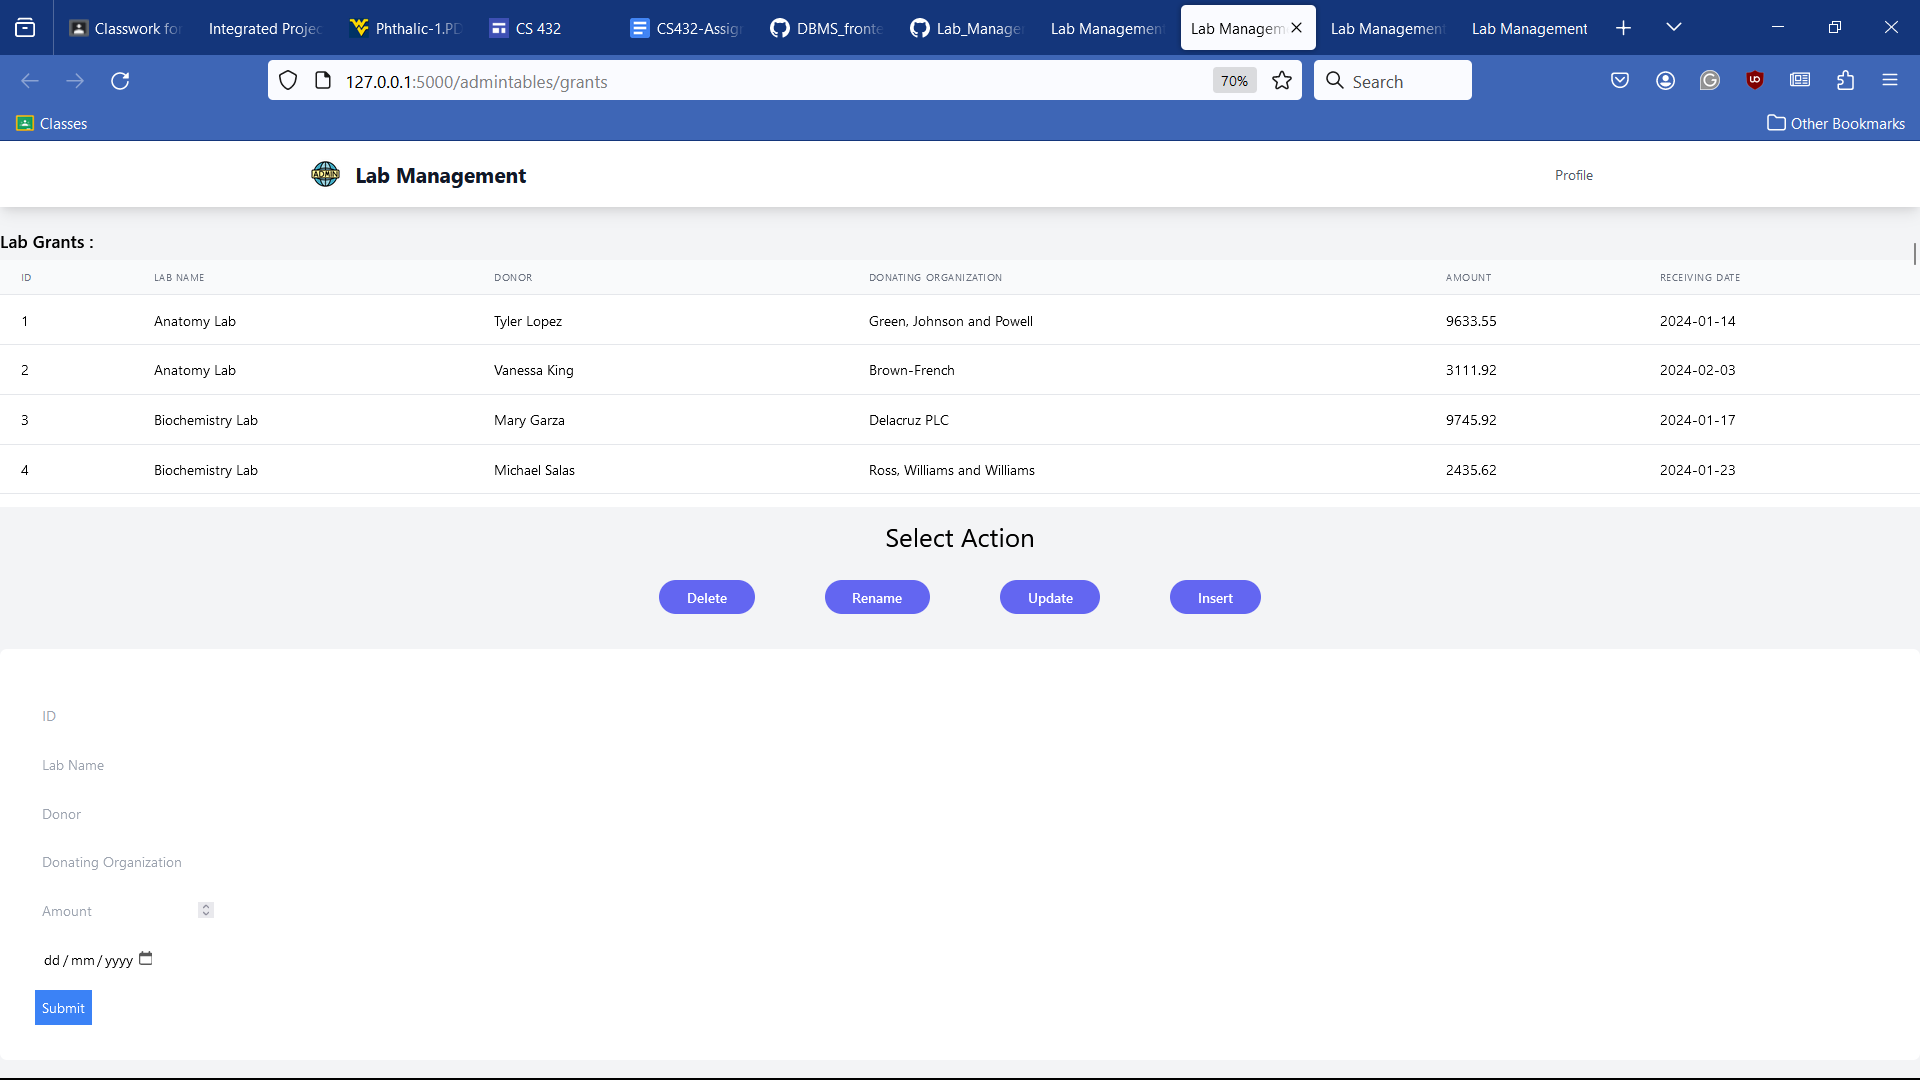 Classwork for
Integrated Projec
Phthalic-1.PD
CS 432
CS432-Assig
DBMS_fronte
Lab_Manage
Lab Management
Lab Managem
Lab Management
Lab Management
127.0.0.1:5000/admintables/grants
70%
Search
Classes
Other Bookmarks
ADMIN
Lab Management
Profile
Lab Grants :
ID LAB NAME DONOR DONATING ORGANIZATION AMOUNT RECEIVING DATE
1 Anatomy Lab Tyler Lopez Green, Johnson and Powell 9633.55 2024-01-14
2 Anatomy Lab Vanessa King Brown-French 3111.92 2024-02-03
3 Biochemistry Lab Mary Garza Delacruz PLC 9745.92 2024-01-17
4 Biochemistry Lab Michael Salas Ross, Williams and Williams 2435.62 2024-01-23
Select Action
Delete Rename Update Insert
ID
Lab Name
Donor
Donating Organization
Amount
dd/mm/yyyy
Submit